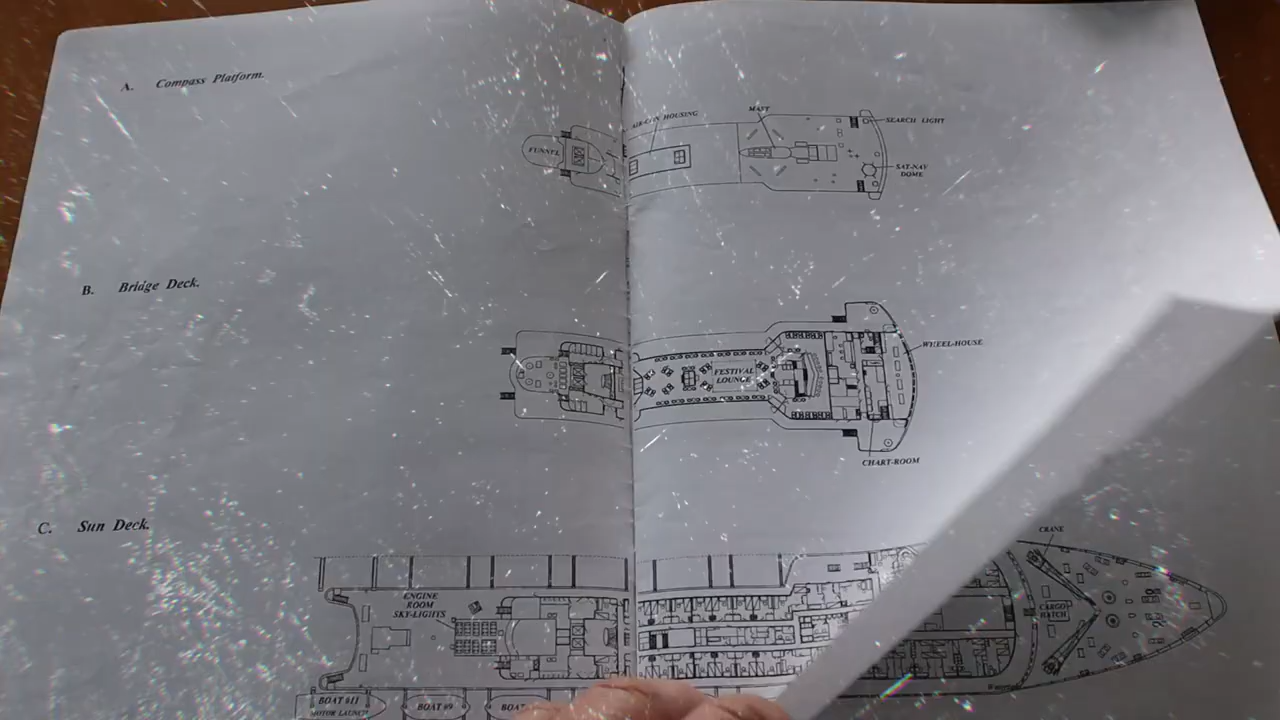 A. Compass Platform.
AIR-CON HOUSING
MAST
SEARCH LIGHT
FUNNEL
SAT-NAV
DOME
B. Bridge Deck.
WHEEL-HOUSE
FESTIVAL
LOUNGE
CHART-ROOM
C. Sun Deck.
CRANE
ENGINE
ROOM
SKY-LIGHTS
CARGO
HATCH
BOAT #11
MOTOR LAUNCH
BOAT #9